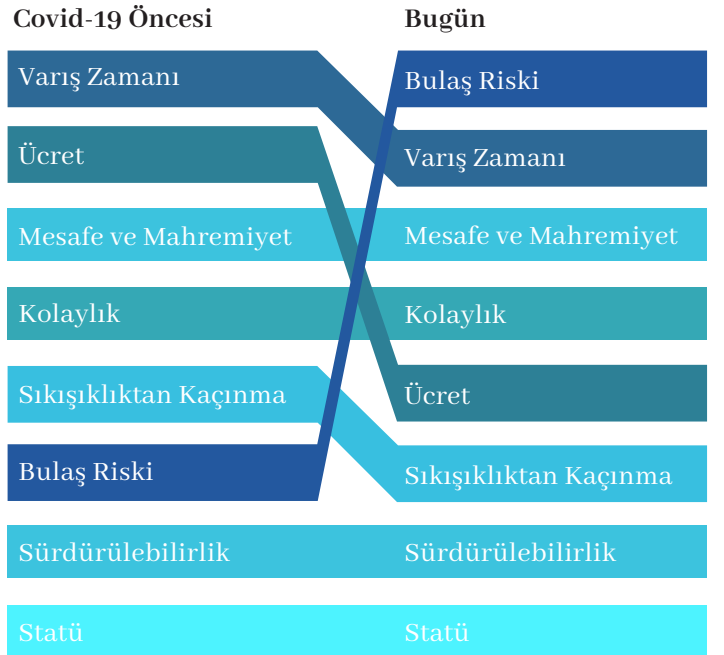 Covid-19 Öncesi
Bugün
Varış Zamanı
Ücret
Mesafe ve Mahremiyet
Kolaylık
Sıkışıklıktan Kaçınma
Bulaş Riski
Sürdürülebilirlik
Statü
Bulaş Riski
Varış Zamanı
Mesafe ve Mahremiyet
Kolaylık
Ücret
Sıkışıklıktan Kaçınma
Sürdürülebilirlik
Statü